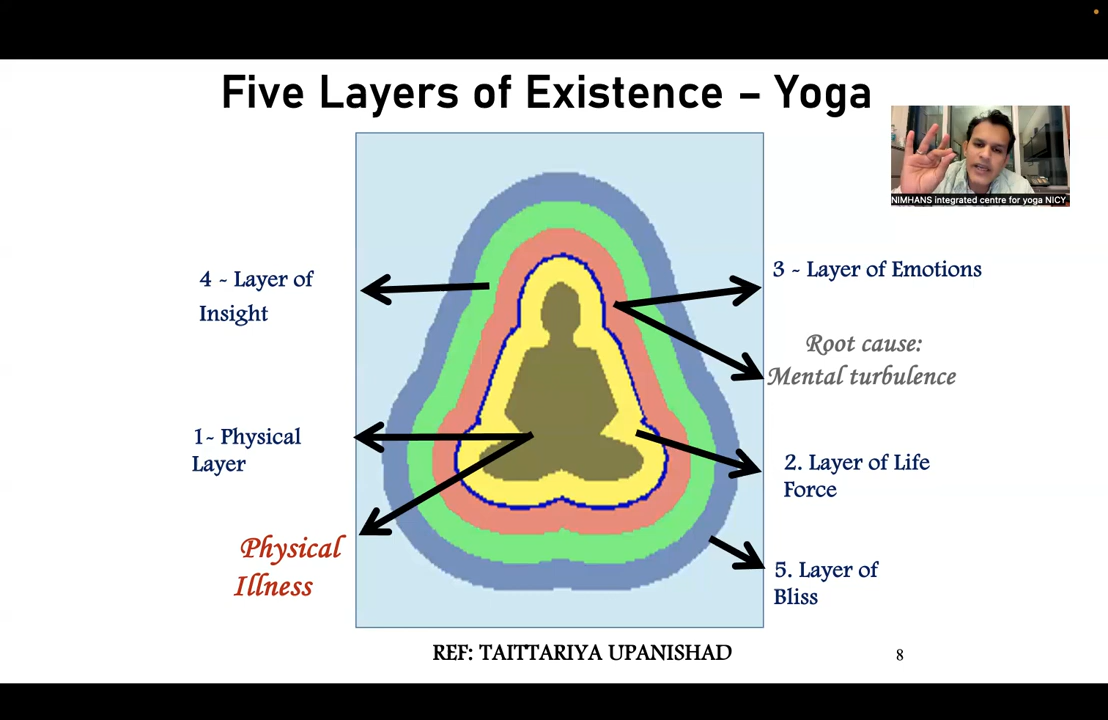 Five Layers of Existence – Yoga
NIMHANS integrated centre for yoga NICY
4 - Layer of
Insight
3 - Layer of Emotions
Root cause:
Mental turbulence
1- Physical
Layer
2. Layer of Life
Force
Physical
Illness
5. Layer of
Bliss
REF: TAITTARIYA UPANISHAD
8